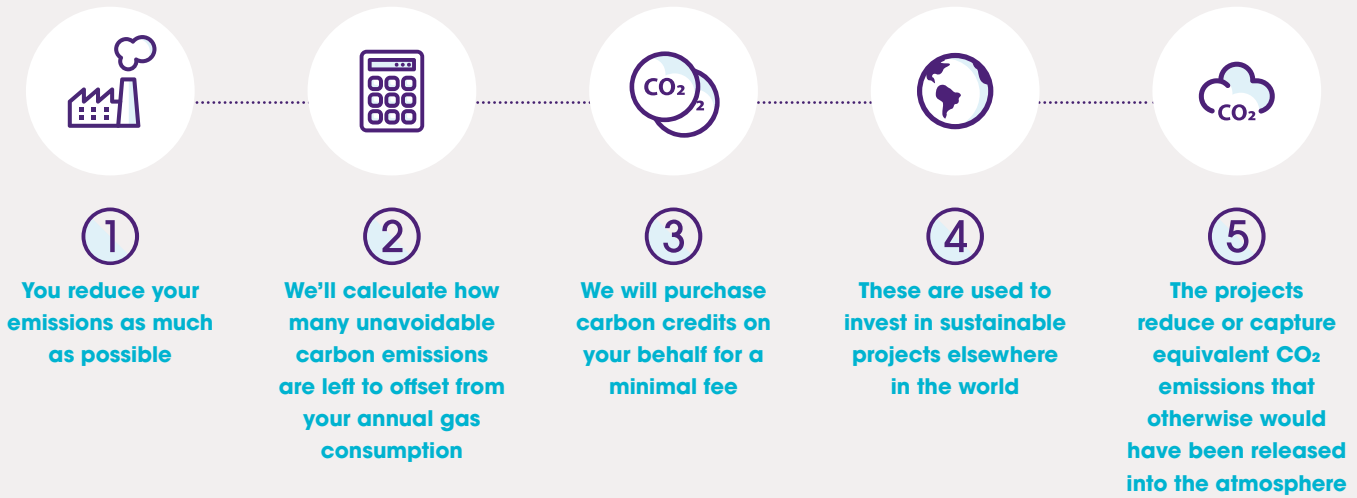 CO₂
₂
CO₂
1
You reduce your
emissions as much
as possible
2
We'll calculate how
many unavoidable
carbon emissions
are left to offset from
your annual gas
consumption
3
We will purchase
carbon credits on
your behalf for a
minimal fee
4
These are used to
invest in sustainable
projects elsewhere
in the world
5
The projects
reduce or capture
equivalent CO₂
emissions that
otherwise would
have been released
into the atmosphere